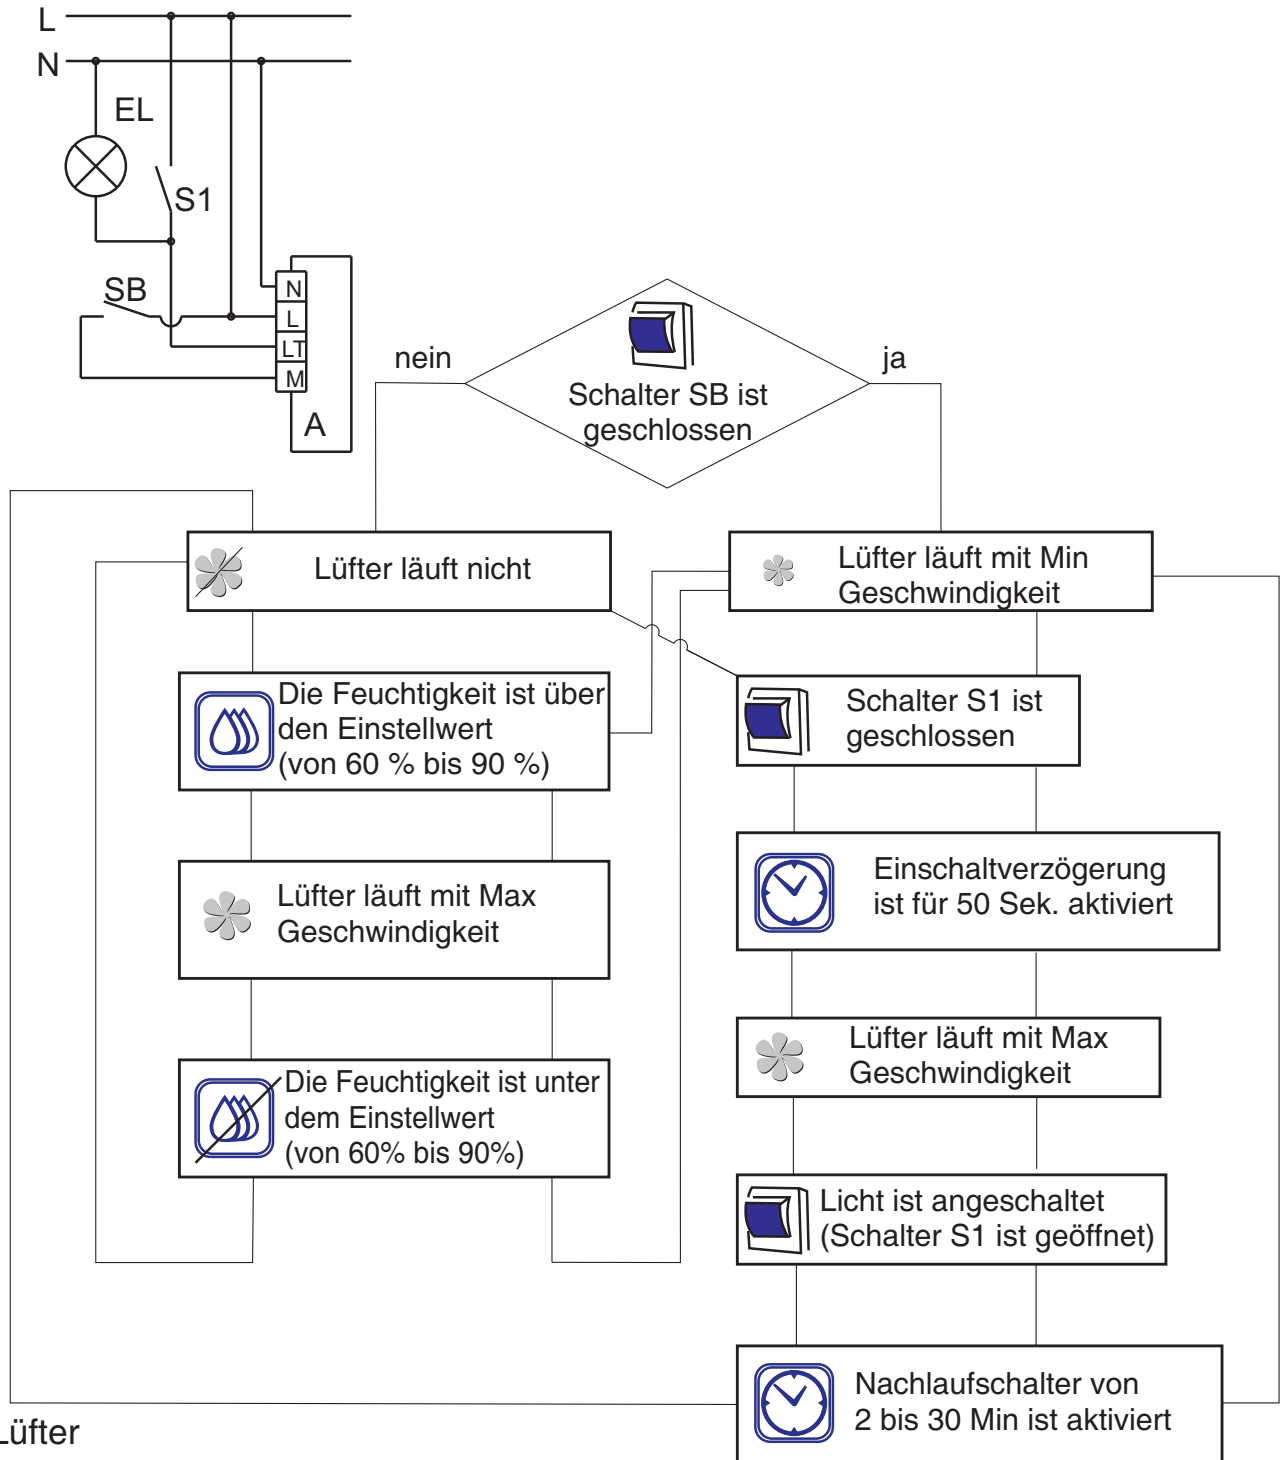 L
N
EL
S1
SB
N
L
LT
M
A
nein
ja
Schalter SB ist
geschlossen
Lüfter läuft nicht
Lüfter läuft mit Min
Geschwindigkeit
Die Feuchtigkeit ist über
den Einstellwert
(von 60 % bis 90 %)
Schalter S1 ist
geschlossen
Lüfter läuft mit Max
Geschwindigkeit
Einschaltverzögerung
ist für 50 Sek. aktiviert
Die Feuchtigkeit ist unter
dem Einstellwert
(von 60% bis 90%)
Lüfter läuft mit Max
Geschwindigkeit
Licht ist angeschaltet
(Schalter S1 ist geöffnet)
Nachlaufschalter von
2 bis 30 Min ist aktiviert
Lüfter